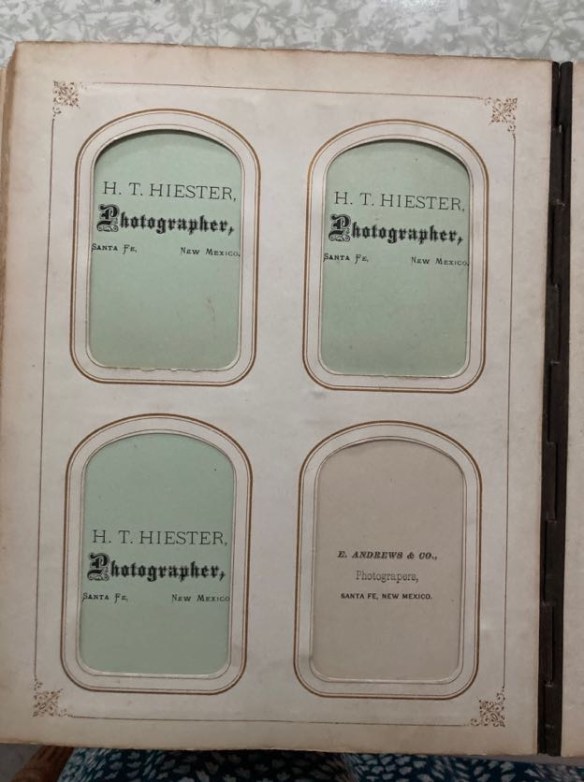 H. T. HIESTER,
Photographer,
SANTA FE, NEW MEXICO,
H. T. HIESTER,
Photographer,
SANTA FE, NEW MEXICO,
H. T. HIESTER,
Photographer,
SANTA FE, NEW MEXICO
E. ANDREWS & CO.,
Photograpers,
SANTA FE, NEW MEXICO.